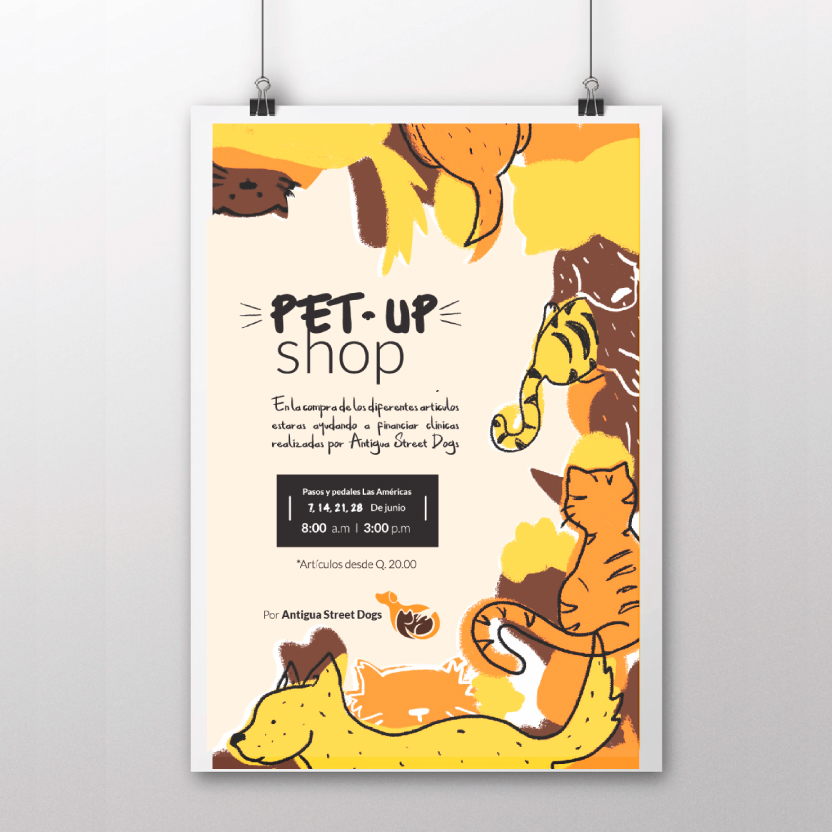 PET-UP
shop
En la compra de los diferentes artículos
estaras ayudando a financiar clínicas
realizadas por Antigua Street Dogs
Pasos y pedales Las Américas
7, 14, 21, 28 De junio
8:00 a.m | 3:00 p.m
*Artículos desde Q. 20.00
Por Antigua Street Dogs